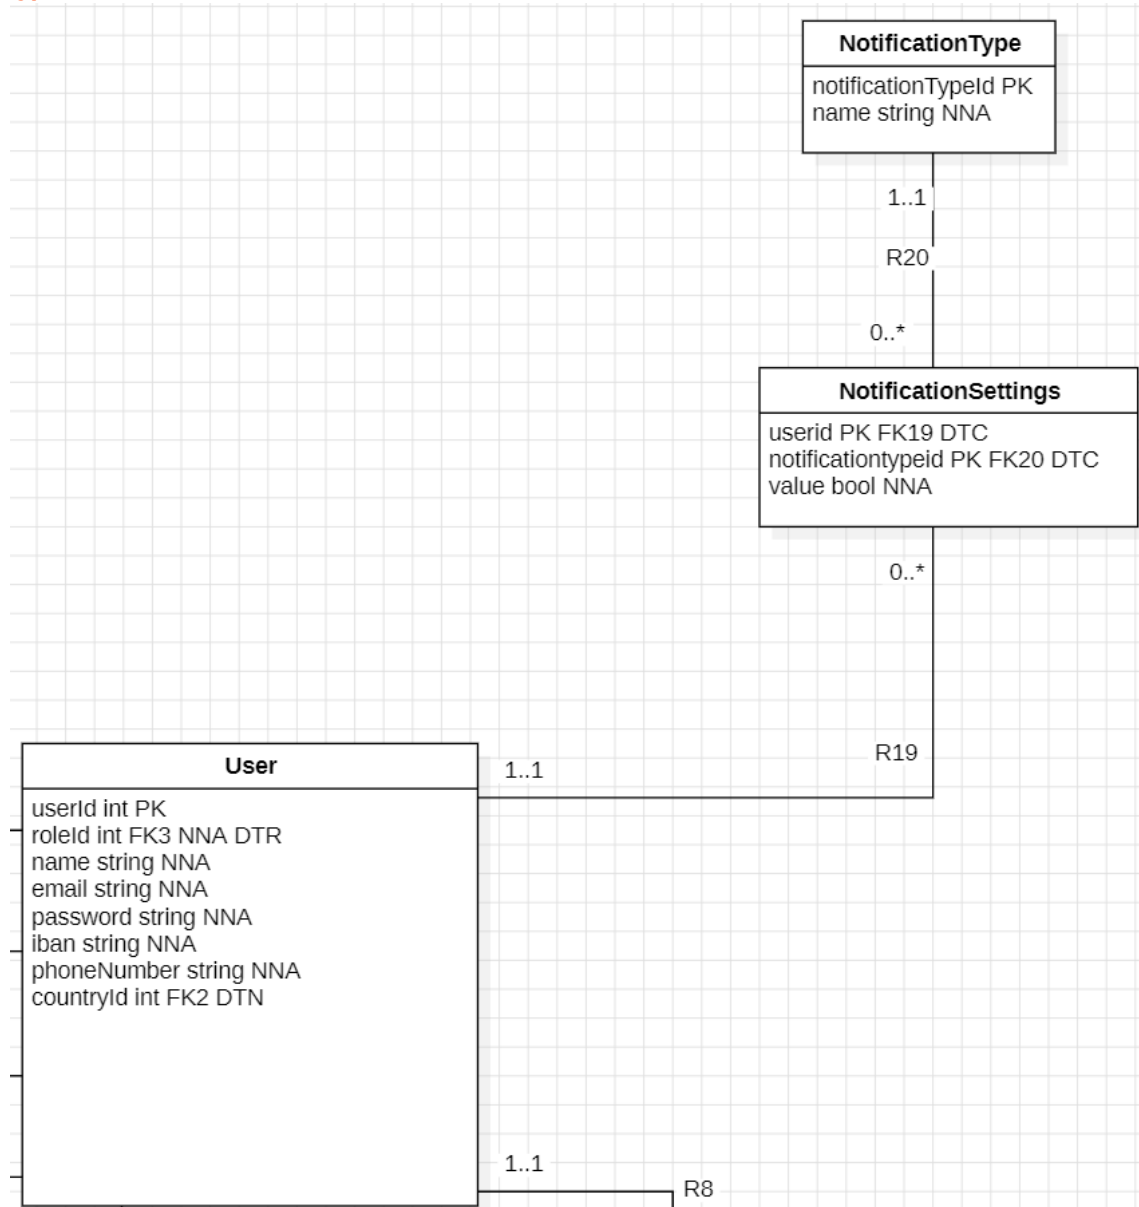 NotificationType
notificationTypeId PK
name string NNA
1..1
R20
0..*
NotificationSettings
userid PK FK19 DTC
notificationtypeid PK FK20 DTC
value bool NNA
0..*
R19
1..1
User
userId int PK
roleId int FK3 NNA DTR
name string NNA
email string NNA
password string NNA
iban string NNA
phoneNumber string NNA
countryId int FK2 DTN
1..1
R8